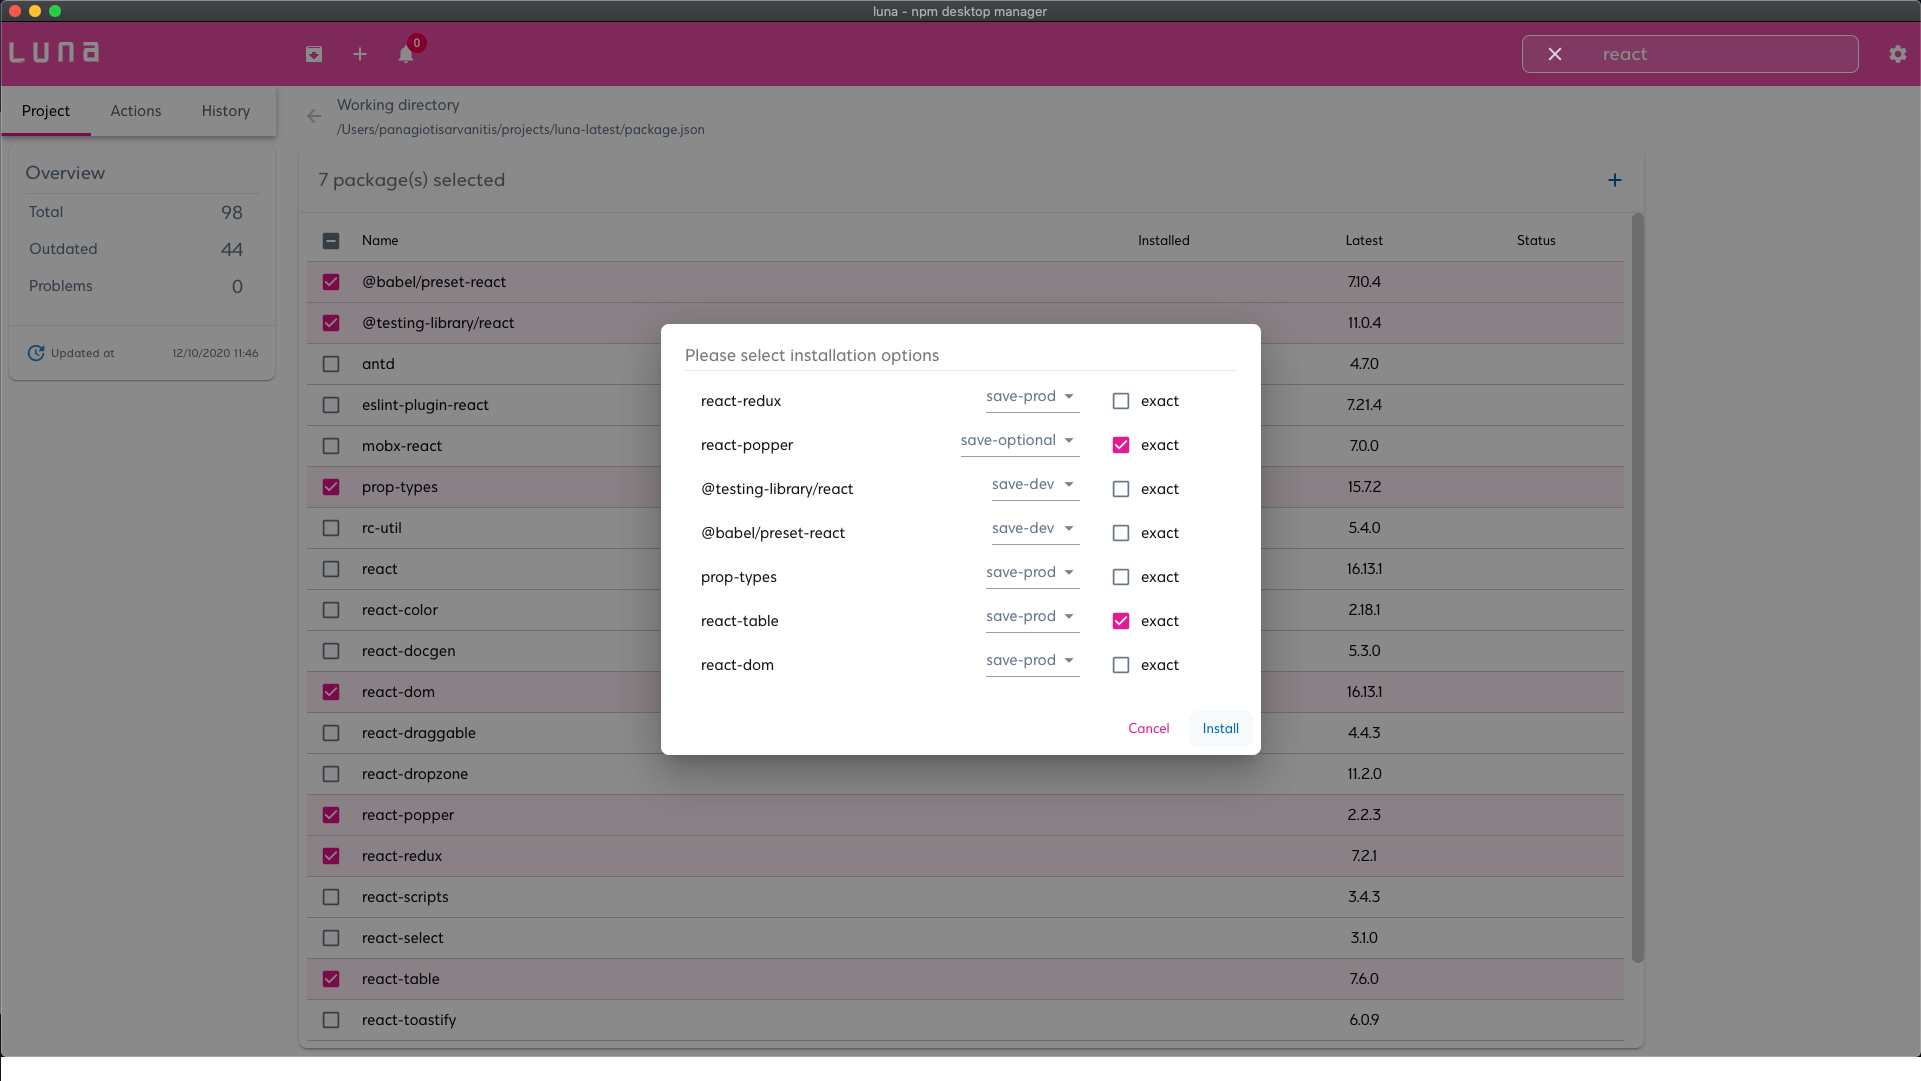 luna - npm desktop manager
LUNA
0
react
Project Actions History
Working directory
/Users/panagiotisarvanitis/projects/luna-latest/package.json
Overview
Total 98
Outdated 44
Problems 0
Updated at 12/10/2020 11:46
7 package(s) selected
Name Installed Latest Status
@babel/preset-react 7.10.4
@testing-library/react 11.0.4
antd 4.7.0
eslint-plugin-react 7.21.4
mobx-react 7.0.0
prop-types 15.7.2
rc-util 5.4.0
react 16.13.1
react-color 2.18.1
react-docgen 5.3.0
react-dom 16.13.1
react-draggable 4.4.3
react-dropzone 11.2.0
react-popper 2.2.3
react-redux 7.2.1
react-scripts 3.4.3
react-select 3.1.0
react-table 7.6.0
react-toastify 6.0.9
Please select installation options
react-redux save-prod exact
react-popper save-optional exact
@testing-library/react save-dev exact
@babel/preset-react save-dev exact
prop-types save-prod exact
react-table save-prod exact
react-dom save-prod exact
Cancel Install